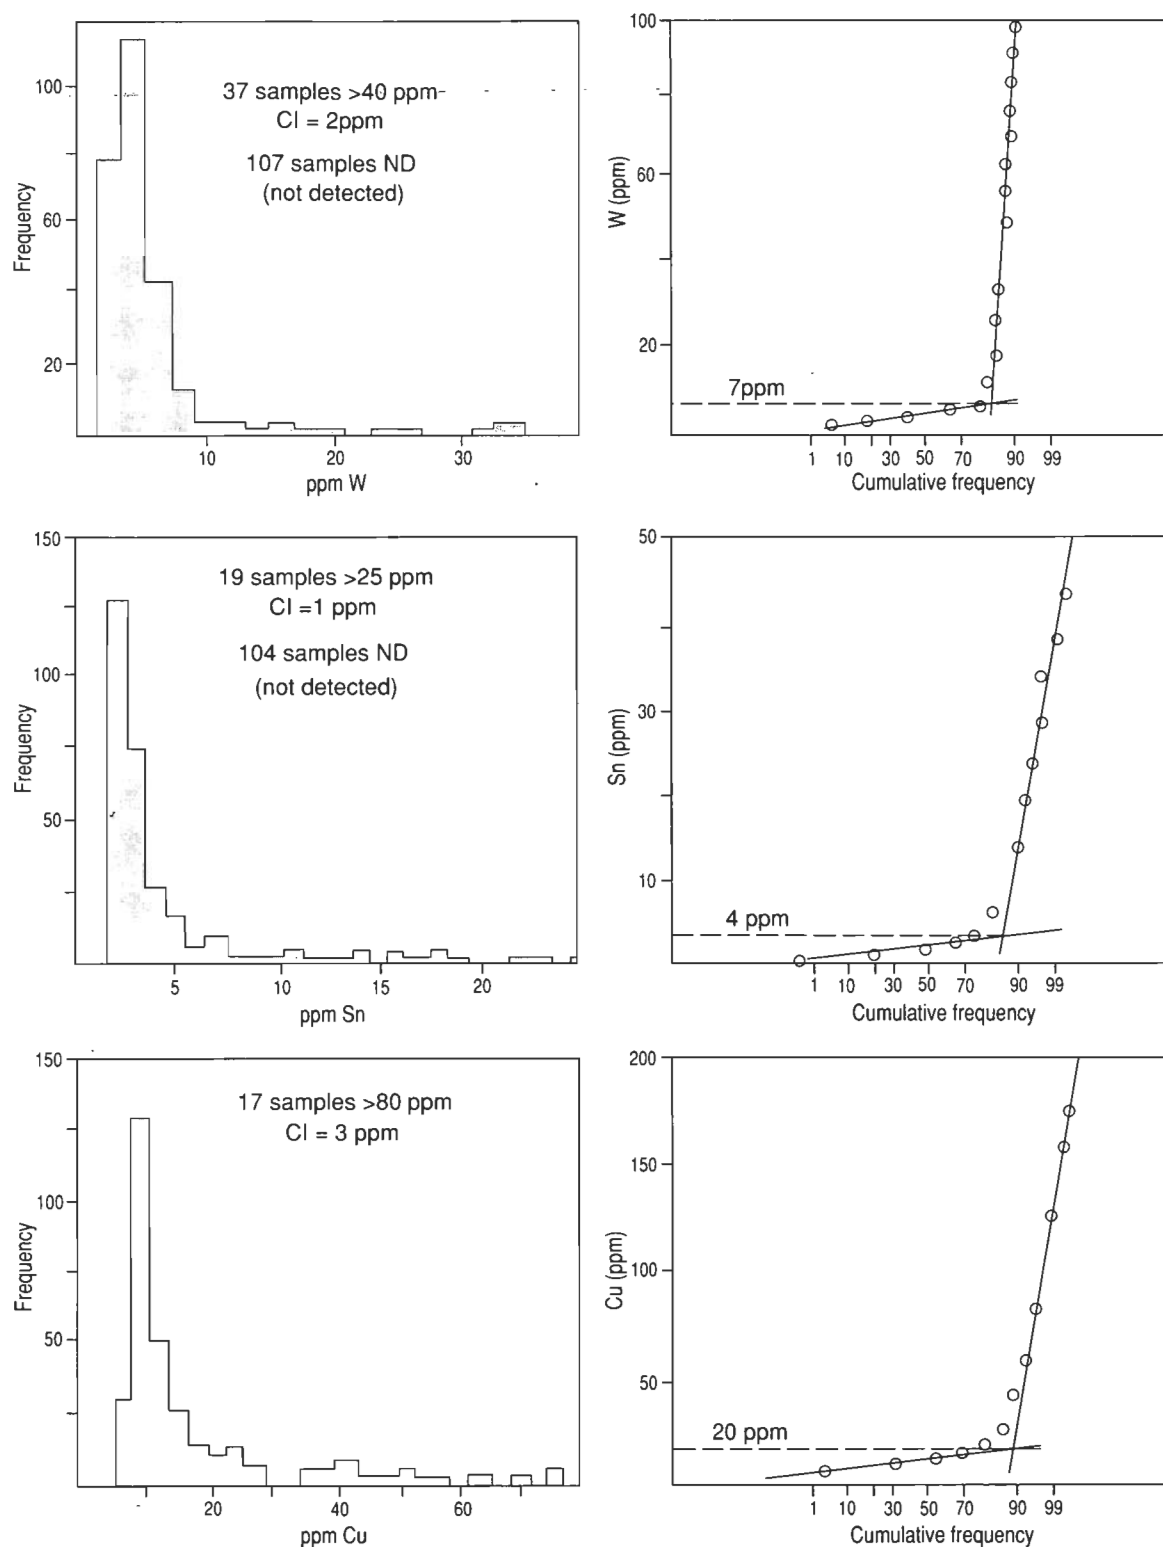 100
60
20
Frequency
37 samples >40 ppm
CI = 2ppm
107 samples ND
(not detected)
10
20
30
ppm W
100
60
20
W (ppm)
7ppm
1
10
30
50
70
90
99
Cumulative frequency
150
100
50
Frequency
19 samples >25 ppm
CI =1 ppm
104 samples ND
(not detected)
5
10
15
20
ppm Sn
50
30
10
Sn (ppm)
4 ppm
1
10
30
50
70
90
99
Cumulative frequency
150
100
50
Frequency
17 samples >80 ppm
CI = 3 ppm
20
40
60
ppm Cu
200
150
100
50
Cu (ppm)
20 ppm
1
10
30
50
70
90
99
Cumulative frequency